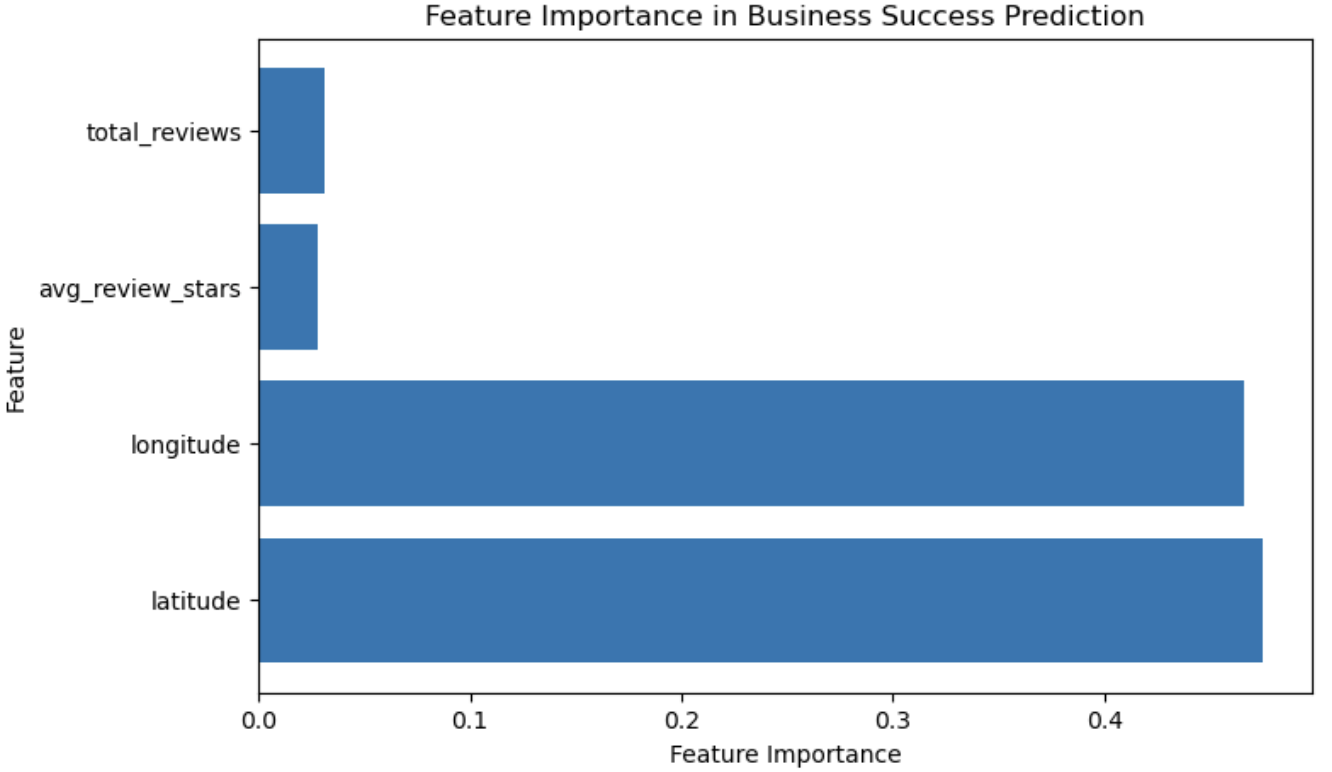 Feature Importance in Business Success Prediction
total_reviews
avg_review_stars
longitude
latitude
Feature
0.0 0.1 0.2 0.3 0.4
Feature Importance